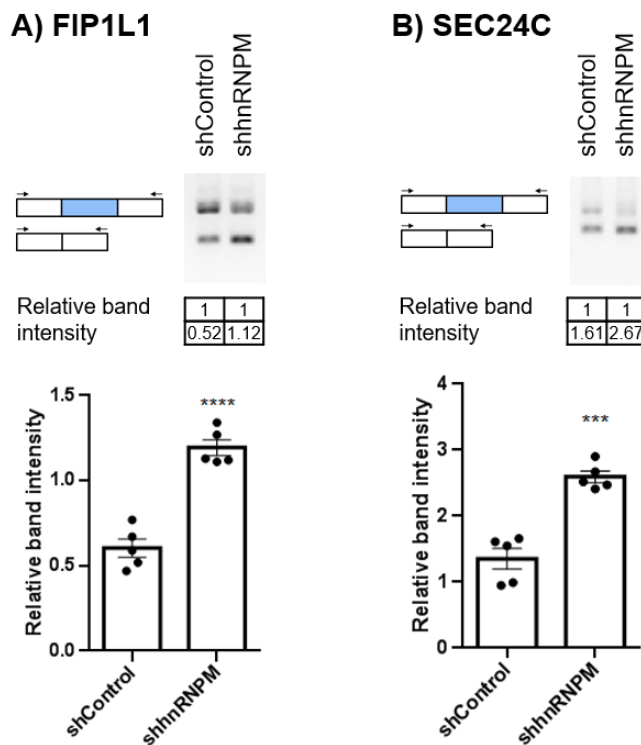 A) FIP1L1
shControl
shhnRNPM
Relative band
intensity
1 1
0.52 1.12
Relative band intensity
1.5
1.0
0.5
0.0
****
shControl
shhnRNPM
B) SEC24C
shControl
shhnRNPM
Relative band
intensity
1 1
1.61 2.67
Relative band intensity
4
3
2
1
0
***
shControl
shhnRNPM